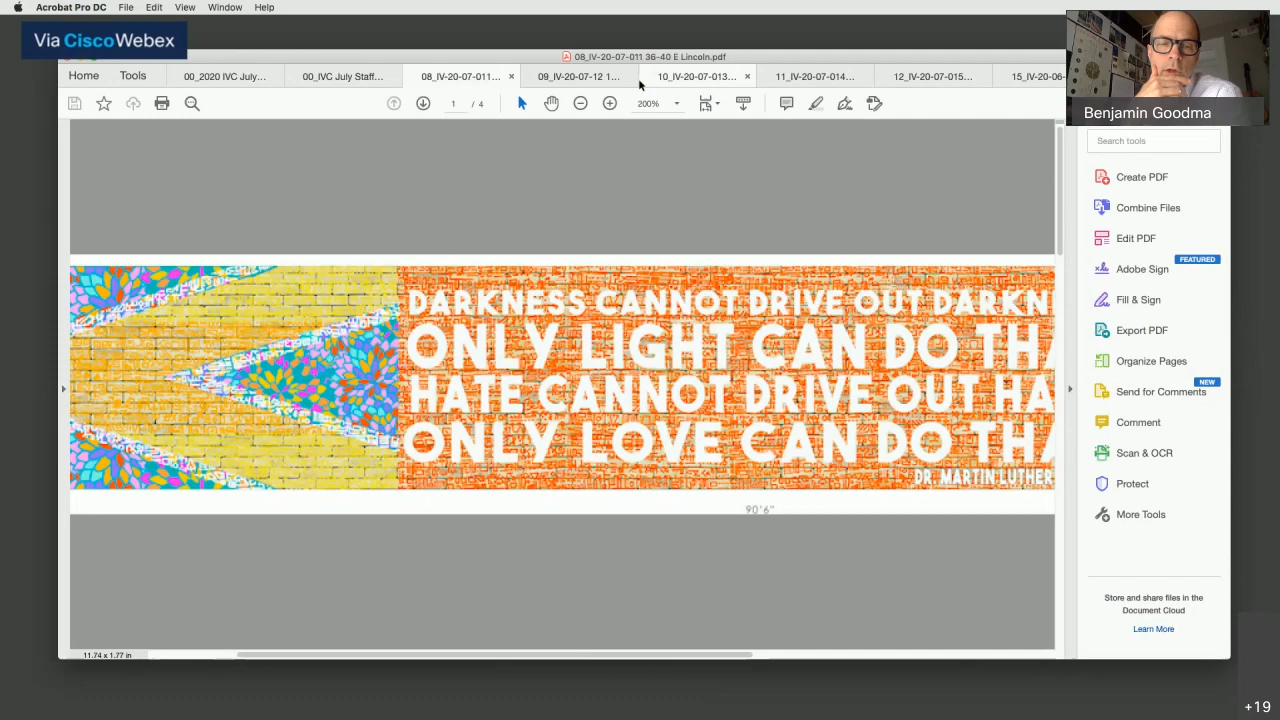 Acrobat Pro DC File Edit View Window Help
Via Cisco Webex
08_IV-20-07-011 36-40 E Lincoln.pdf
Home Tools 00_2020 IVC July... 00_IVC July Staff... 08_IV-20-07-011... 09_IV-20-07-12 1... 10_IV-20-07-013... 11_IV-20-07-014... 12_IV-20-07-015... 15_IV-20-06-
1 / 4 200%
Benjamin Goodma
Search tools
Create PDF
Combine Files
Edit PDF
FEATURED
Adobe Sign
Fill & Sign
Export PDF
Organize Pages
NEW
Send for Comments
Comment
Scan & OCR
Protect
More Tools
Store and share files in the
Document Cloud
Learn More
DARKNESS CANNOT DRIVE OUT DARKN
ONLY LIGHT CAN DO THA
HATE CANNOT DRIVE OUT HA
ONLY LOVE CAN DO THA
DR. MARTIN LUTHER
90'6"
11.74 x 1.77 in
+19